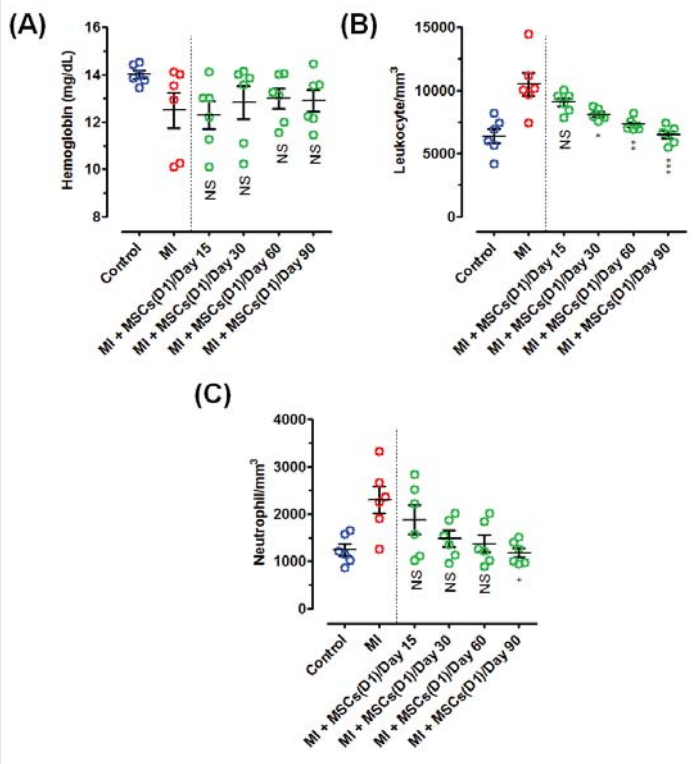 (A)
Hemoglobin (mg/dL)
16
14
12
10
8
NS
NS
NS
NS
Control
MI
MI + MSCs(D1)/Day 15
MI + MSCs(D1)/Day 30
MI + MSCs(D1)/Day 60
MI + MSCs(D1)/Day 90
(B)
Leukocyte/mm³
15000
10000
5000
0
NS
*
**
****
Control
MI
MI + MSCs(D1)/Day 15
MI + MSCs(D1)/Day 30
MI + MSCs(D1)/Day 60
MI + MSCs(D1)/Day 90
(C)
Neutrophil/mm³
4000
3000
2000
1000
0
NS
NS
NS
*
Control
MI
MI + MSCs(D1)/Day 15
MI + MSCs(D1)/Day 30
MI + MSCs(D1)/Day 60
MI + MSCs(D1)/Day 90